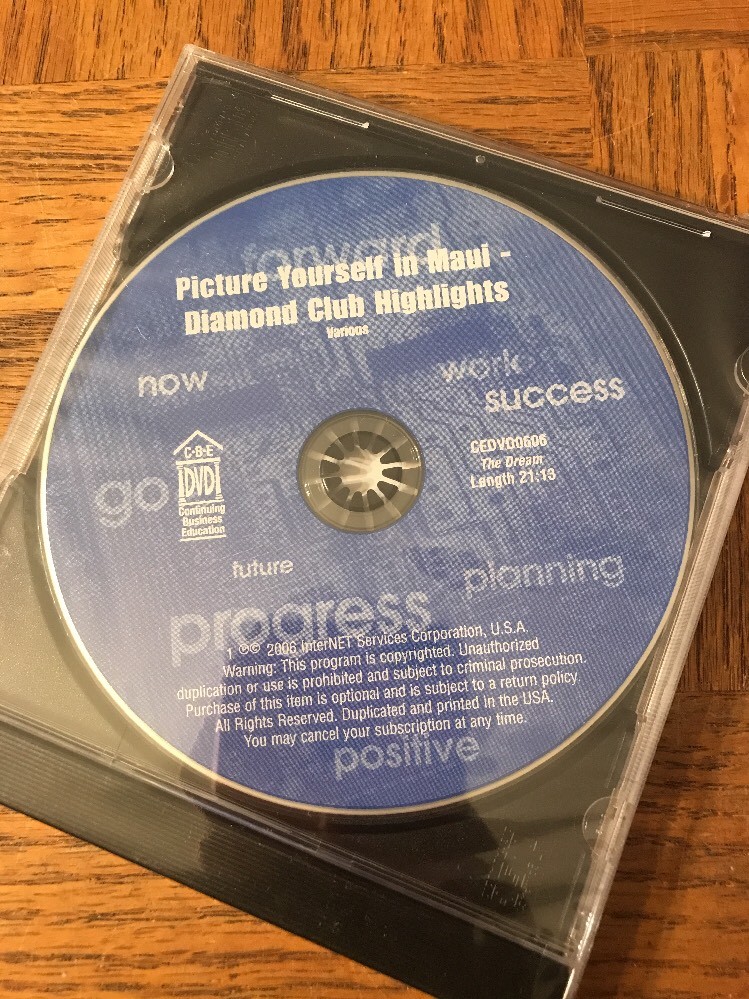 forward
Picture Yourself in Maui -
Diamond Club Highlights
Various
now
work
success
C-B-E
DVD
Continuing
Business
Education
go
CEDVD0606
The Dream
Length 21:13
future
planning
progress
1 ℗© 2006 InterNET Services Corporation, U.S.A.
Warning: This program is copyrighted. Unauthorized
duplication or use is prohibited and subject to criminal prosecution.
Purchase of this item is optional and is subject to a return policy.
All Rights Reserved. Duplicated and printed in the USA.
You may cancel your subscription at any time.
positive